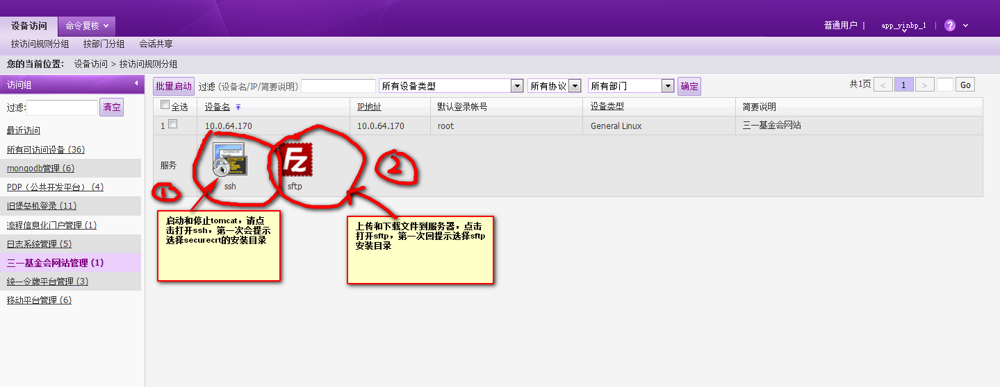 设备访问 命令复核 普通用户 app_yinbp_1 ?
按访问规则分组 按部门分组 会话共享
您的当前位置: 设备访问 > 按访问规则分组
访问组
过滤: 清空
最近访问
所有可访问设备 (36)
mongodb管理 (6)
PDP（公共开发平台） (4)
旧堡垒机登录 (11)
流程信息化门户管理 (1)
日志系统管理 (5)
三一基金会网站管理 (1)
统一令牌平台管理 (3)
移动平台管理 (6)
批量启动 过滤 (设备名/IP/简要说明) 所有设备类型 所有协议 所有部门 确定 共1页 < 1 > Go
全选 设备名 IP地址 默认登录帐号 设备类型 简要说明
1 10.0.64.170 10.0.64.170 root General Linux 三一基金会网站
服务
FZ
ssh sftp
1
2
启动和停止tomcat，请点
击打开ssh，第一次会提示
选择securecrt的安装目录
上传和下载文件到服务器，点击
打开sftp，第一次回提示选择sftp
安装目录